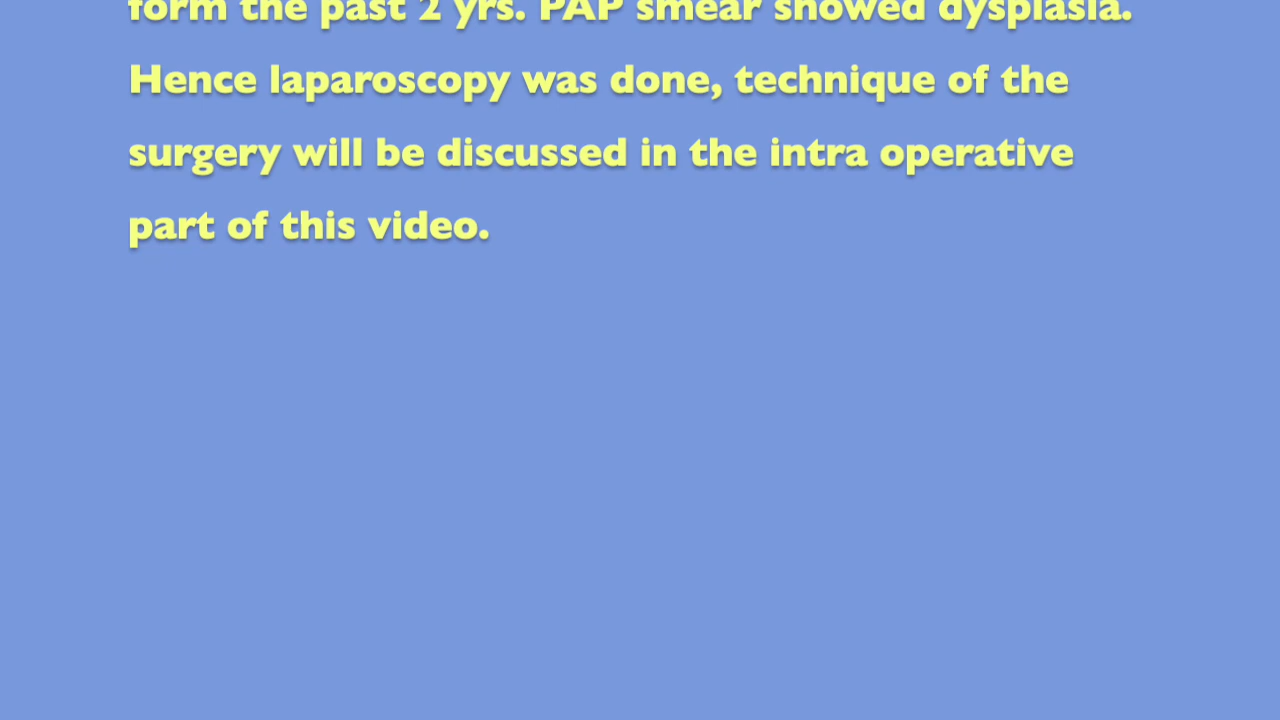 form the past 2 yrs. PAP smear showed dysplasia.
Hence laparoscopy was done, technique of the
surgery will be discussed in the intra operative
part of this video.